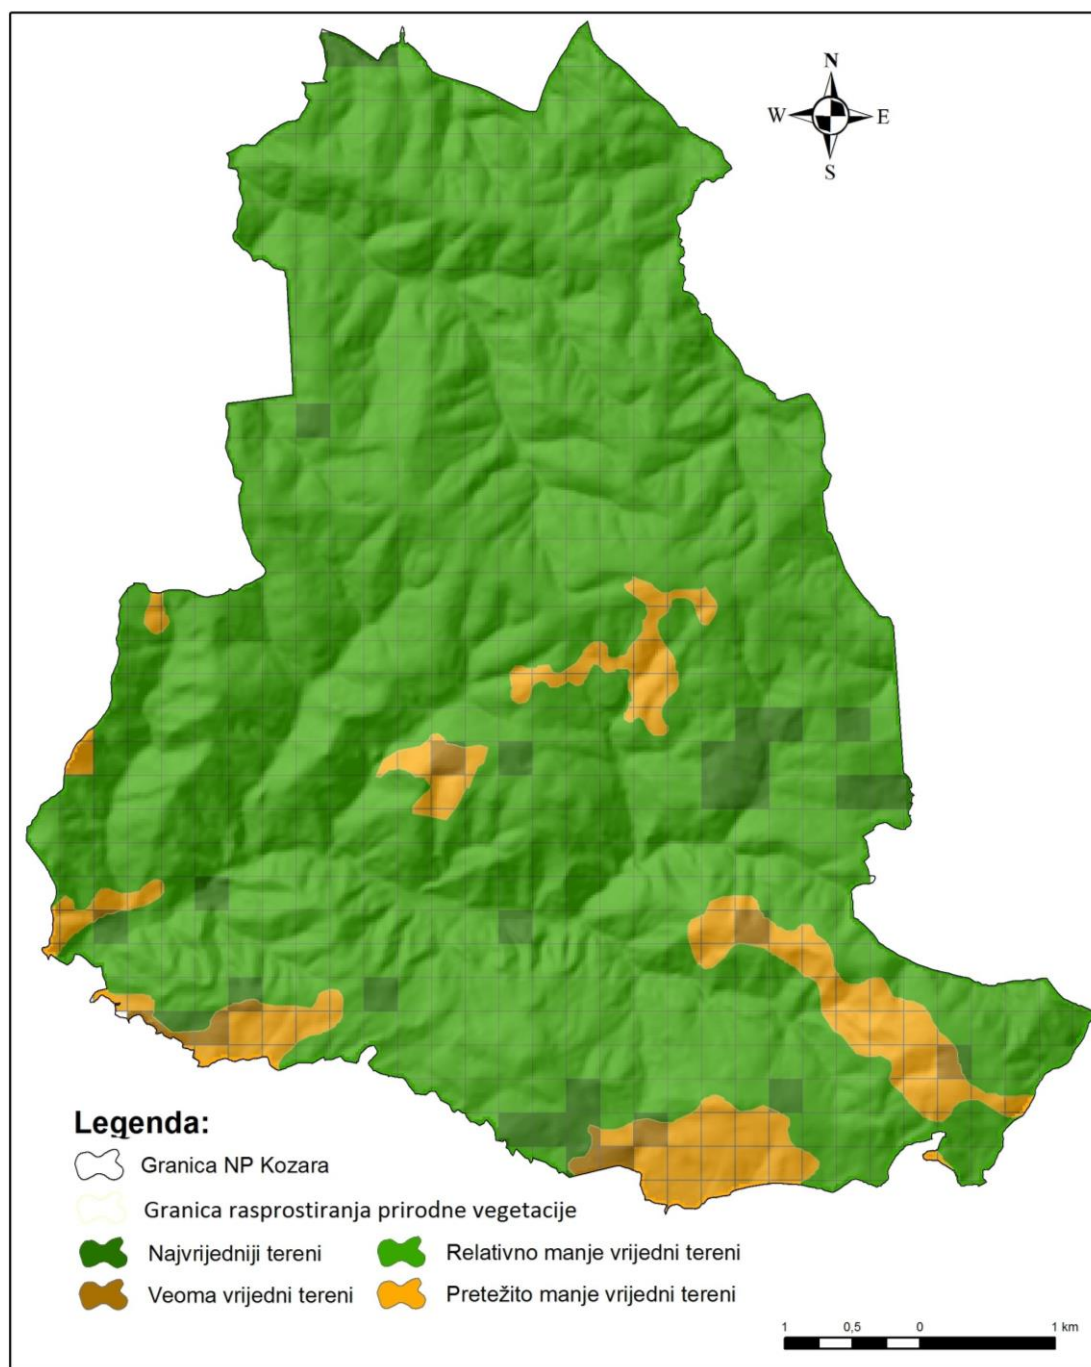 N
W E
S
Legenda:
Granica NP Kozara
Granica rasprostiranja prirodne vegetacije
Najvrijedniji tereni Relativno manje vrijedni tereni
Veoma vrijedni tereni Pretežito manje vrijedni tereni
1 0,5 0 1 km